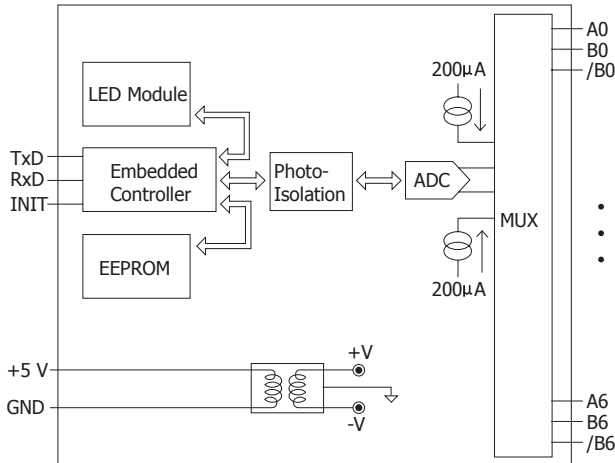 A0
B0
/B0
200µA
LED Module
TxD
RxD
INIT
Embedded
Controller
Photo-
Isolation
ADC
MUX
EEPROM
200µA
+5 V
GND
+V
-V
A6
B6
/B6